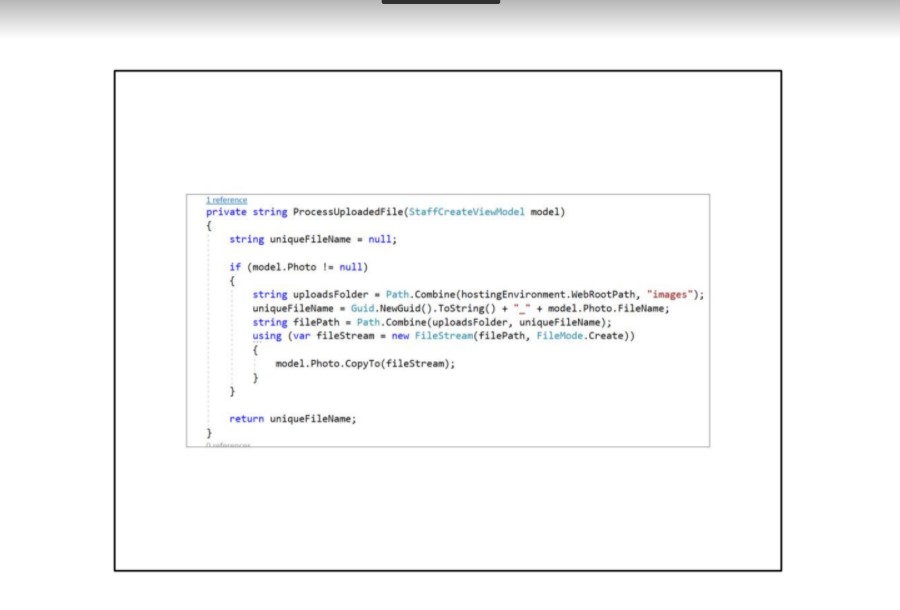 1 reference
private string ProcessUploadedFile(StaffCreateViewModel model)
{
string uniqueFileName = null;
if (model.Photo != null)
{
string uploadsFolder = Path.Combine(hostingEnvironment.WebRootPath, "images");
uniqueFileName = Guid.NewGuid().ToString() + "_" + model.Photo.FileName;
string filePath = Path.Combine(uploadsFolder, uniqueFileName);
using (var fileStream = new FileStream(filePath, FileMode.Create))
{
model.Photo.CopyTo(fileStream);
}
}
return uniqueFileName;
}
0 references